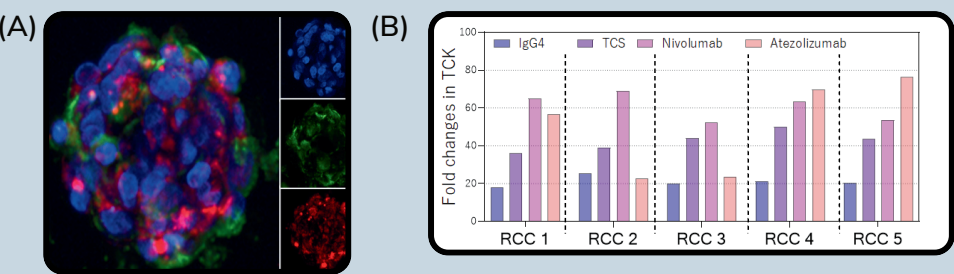 (A)
(B)
Fold changes in TCK
100
80
60
40
20
0
IgG4 TCS Nivolumab Atezolizumab
RCC 1 RCC 2 RCC 3 RCC 4 RCC 5